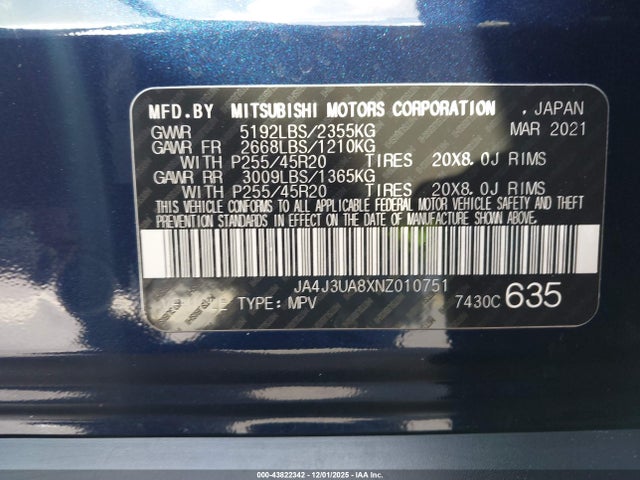 MFD.BY MITSUBISHI MOTORS CORPORATION , JAPAN
GVWR 5192LBS/2355KG MAR 2021
GAWR FR 2668LBS/1210KG
WITH P255/45R20 TIRES 20X8.0J RIMS
GAWR RR 3009LBS/1365KG
WITH P255/45R20 TIRES 20X8.0J RIMS
THIS VEHICLE CONFORMS TO ALL APPLICABLE FEDERAL MOTOR VEHICLE SAFETY AND THEFT
PREVENTION STANDARDS IN EFFECT ON THE DATE OF MANUFACTURE SHOWN ABOVE.
JA4J3UA8XNZ010751
TYPE:MPV 7430C 635
000-43822342 - 12/01/2025 - IAA Inc.